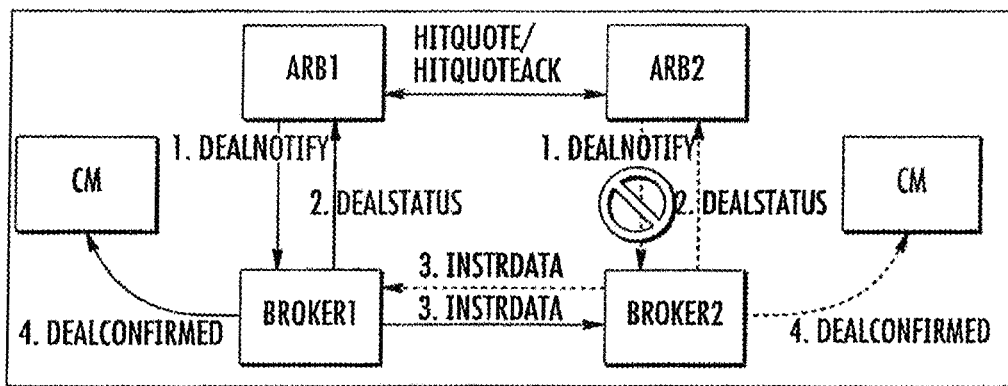 HITQUOTE/
HITQUOTEACK
ARB1
ARB2
1. DEALNOTIFY
1. DEALNOTIFY
CM
CM
2. DEALSTATUS
2. DEALSTATUS
3. INSTRDATA
3. INSTRDATA
BROKER1
BROKER2
4. DEALCONFIRMED
4. DEALCONFIRMED